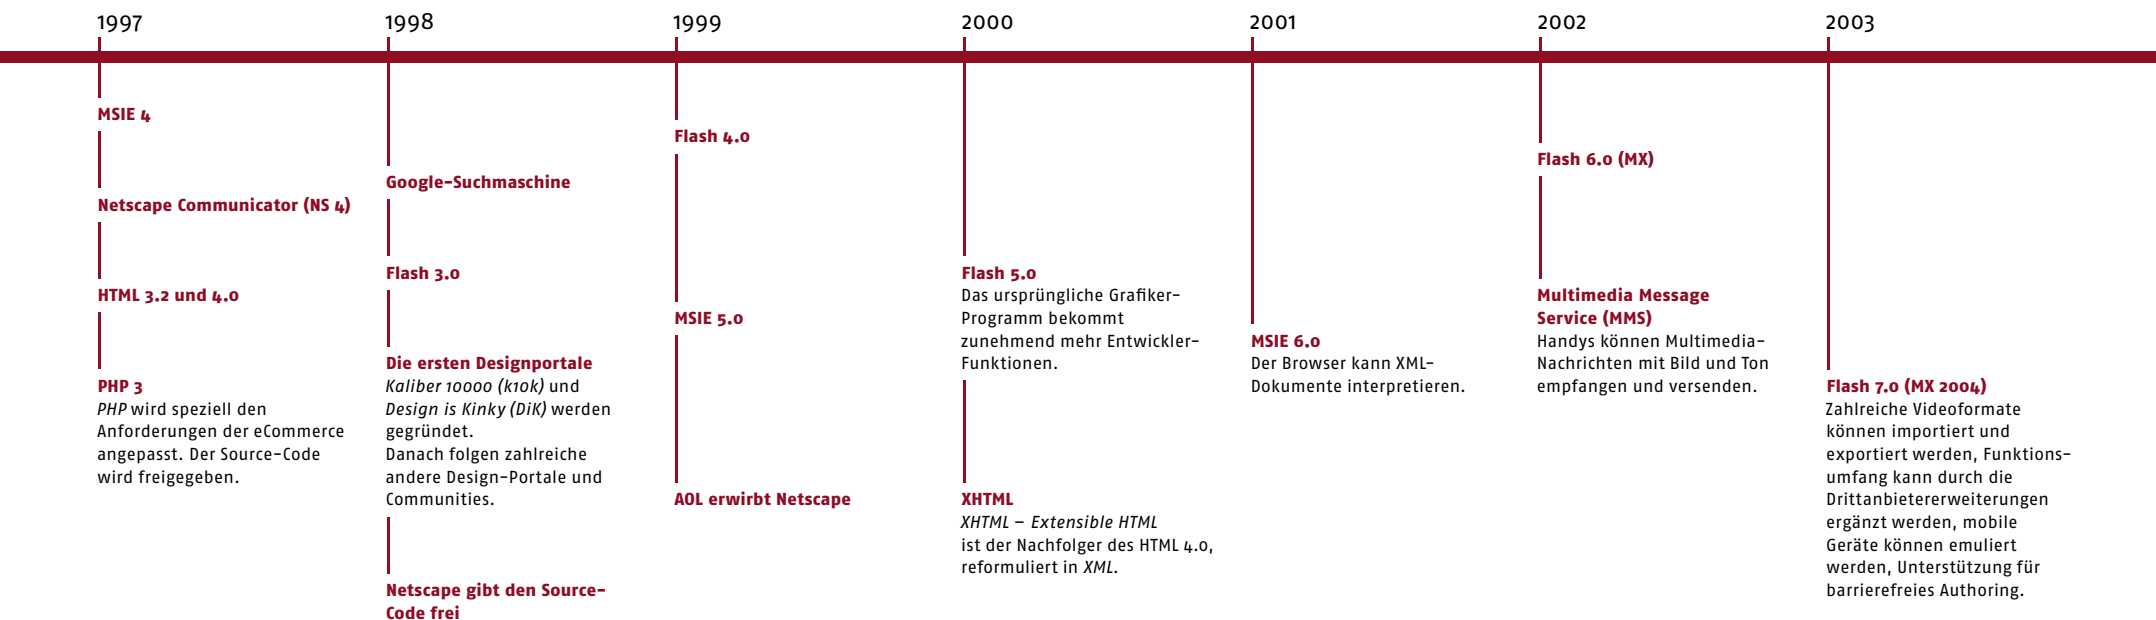 1997
MSIE 4
Netscape Communicator (NS 4)
HTML 3.2 und 4.0
PHP 3
PHP wird speziell den
Anforderungen der eCommerce
angepasst. Der Source-Code
wird freigegeben.
1998
Google-Suchmaschine
Flash 3.0
Die ersten Designportale
Kaliber 10000 (k10k) und
Design is Kinky (DiK) werden
gegründet.
Danach folgen zahlreiche
andere Design-Portale und
Communities.
Netscape gibt den Source-
Code frei
1999
Flash 4.0
MSIE 5.0
AOL erwirbt Netscape
2000
Flash 5.0
Das ursprüngliche Grafiker-
Programm bekommt
zunehmend mehr Entwickler-
Funktionen.
XHTML
XHTML – Extensible HTML
ist der Nachfolger des HTML 4.0,
reformuliert in XML.
2001
MSIE 6.0
Der Browser kann XML-
Dokumente interpretieren.
2002
Flash 6.0 (MX)
Multimedia Message
Service (MMS)
Handys können Multimedia-
Nachrichten mit Bild und Ton
empfangen und versenden.
2003
Flash 7.0 (MX 2004)
Zahlreiche Videoformate
können importiert und
exportiert werden, Funktions-
umfang kann durch die
Drittanbietererweiterungen
ergänzt werden, mobile
Geräte können emuliert
werden, Unterstützung für
barrierefreies Authoring.